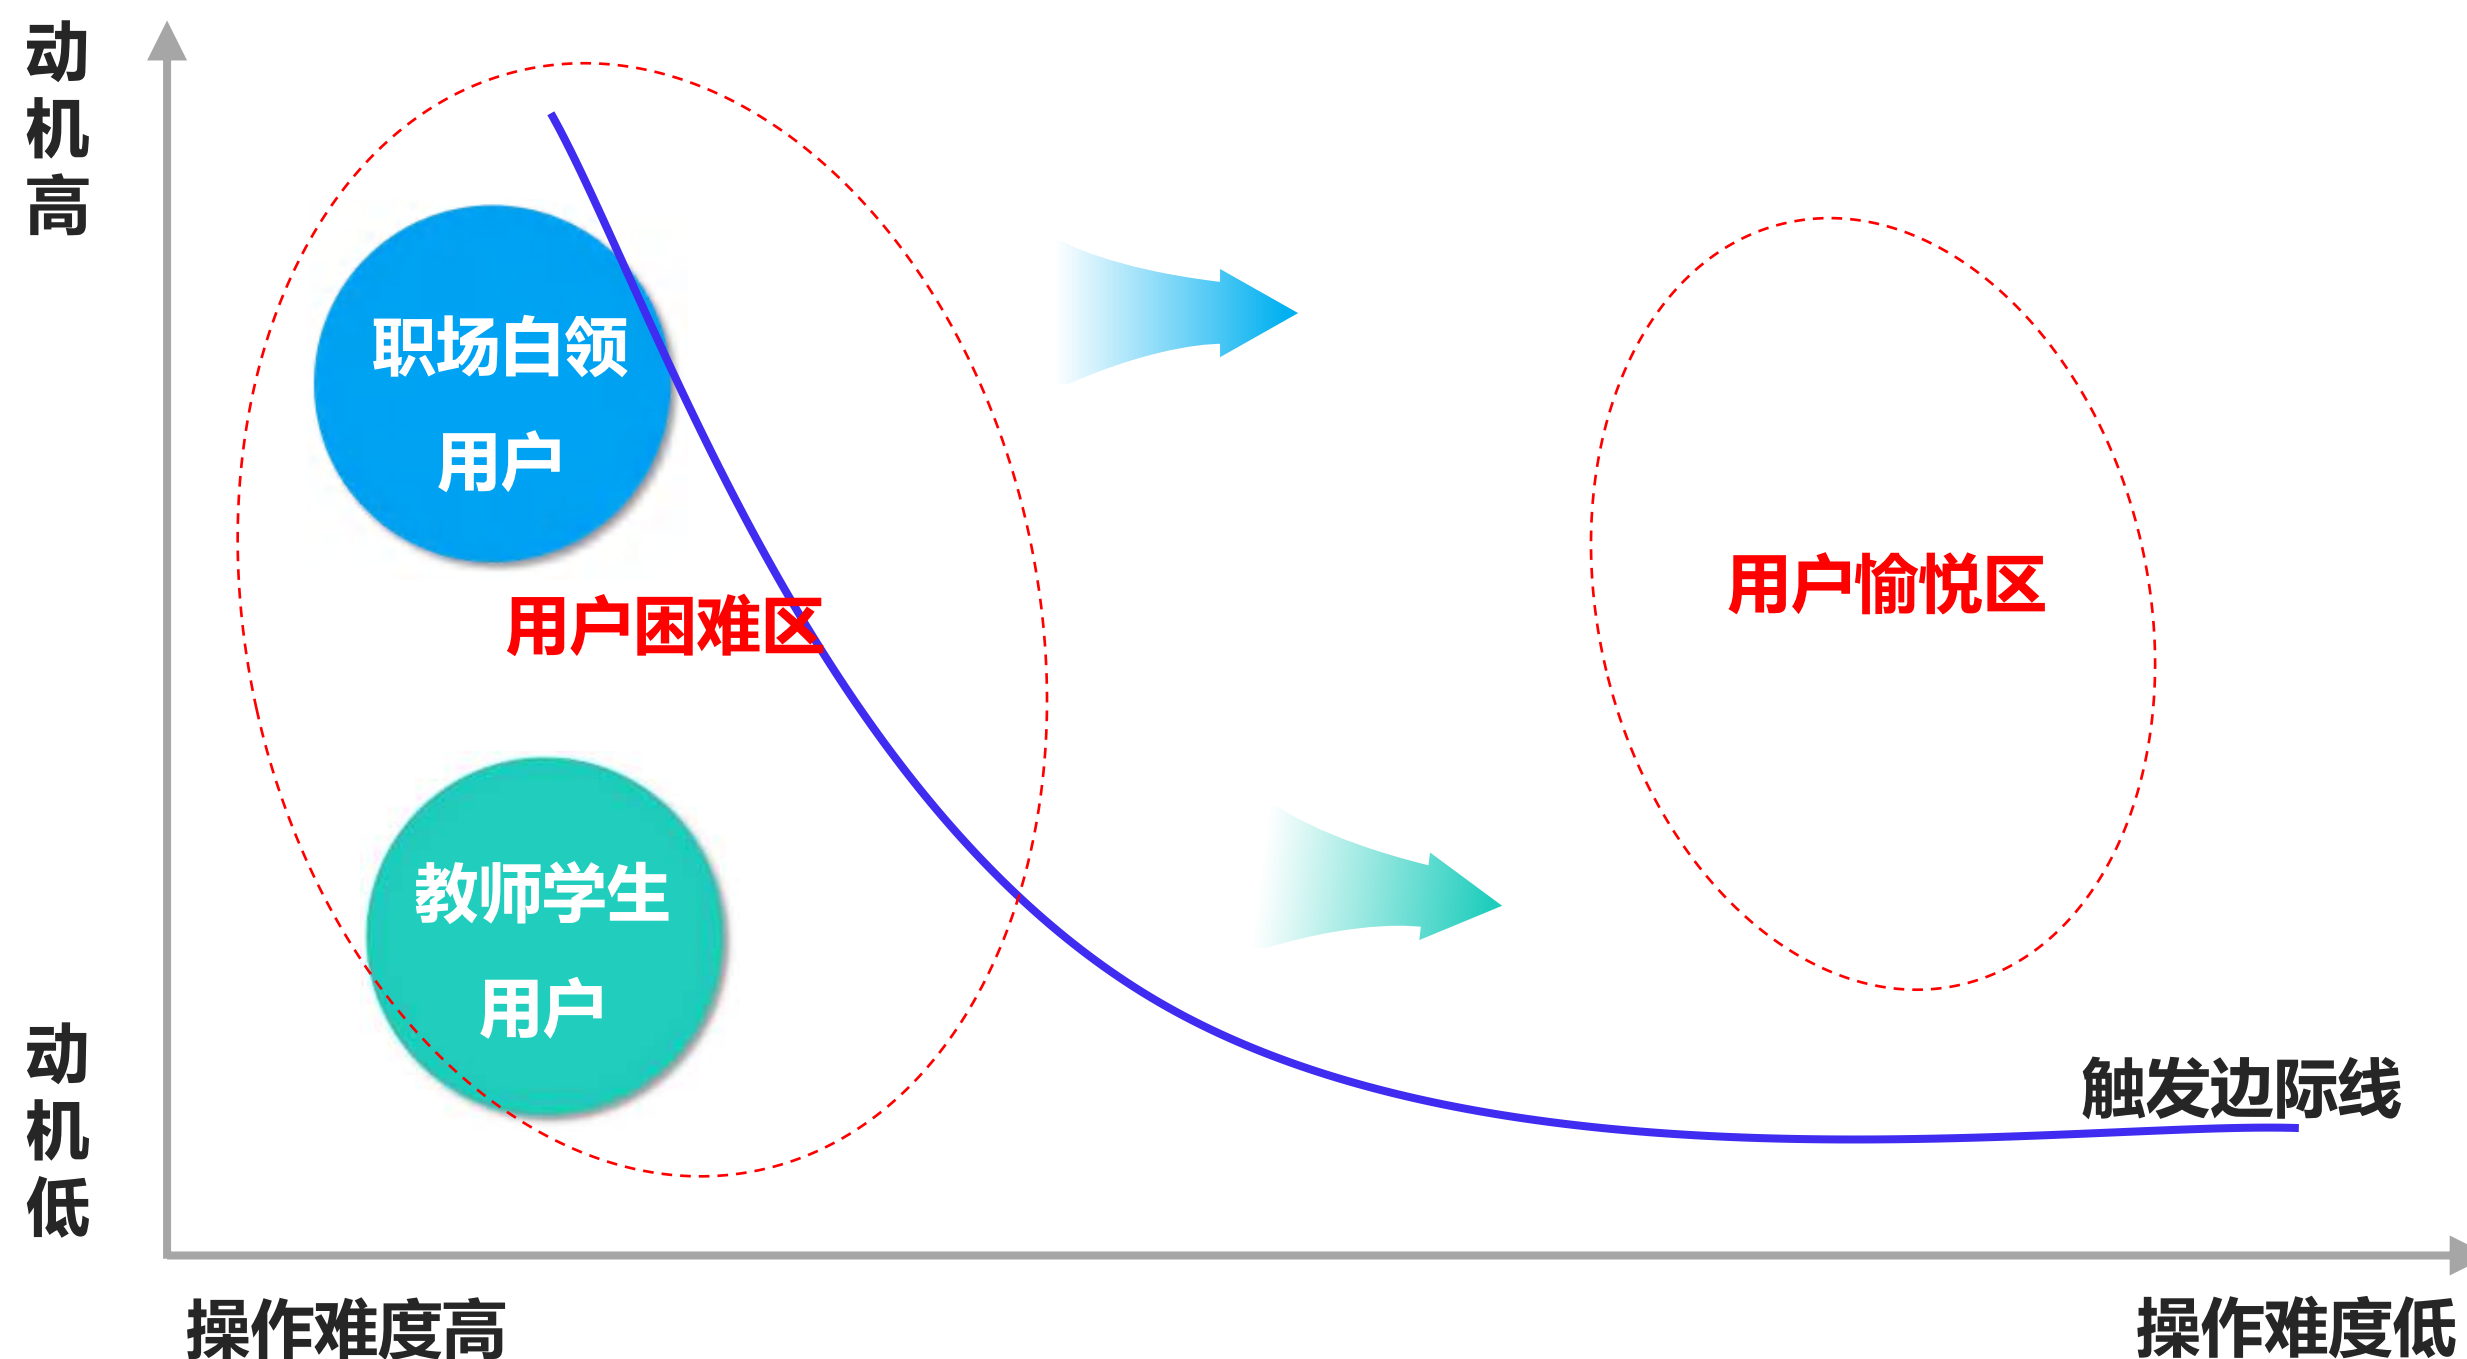 动机高
职场白领
用户
用户愉悦区
用户困难区
教师学生
用户
动机低
触发边际线
操作难度高
操作难度低